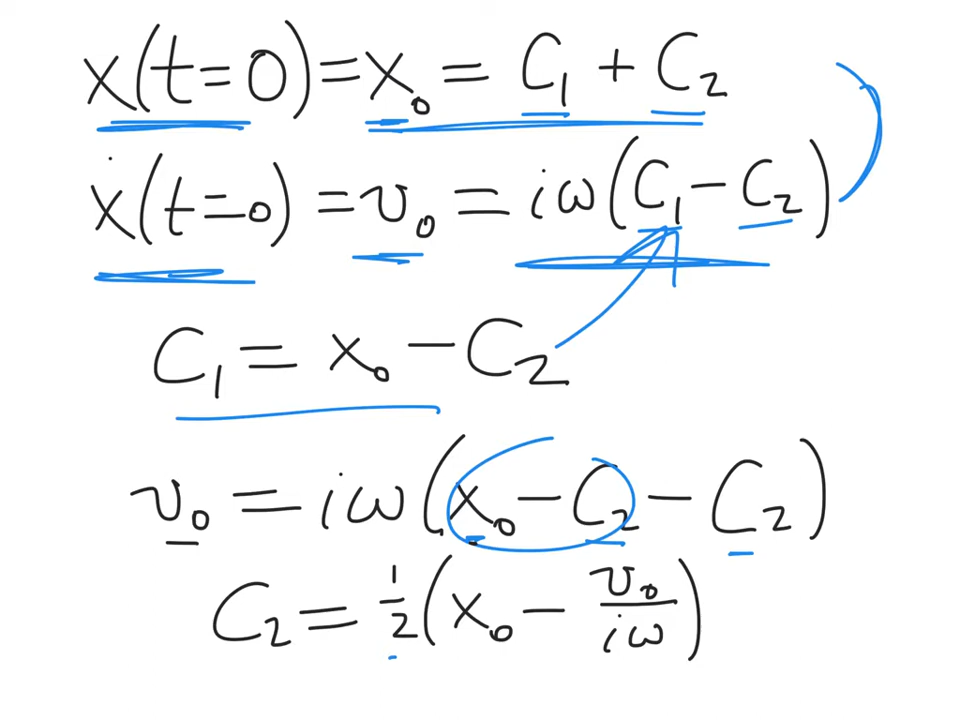 x(t=0)=x₀ = C₁ + C₂
ẋ(t=0) = v₀ = iω(C₁ − C₂)
C₁ = x₀ − C₂
v₀ = iω(x₀ − C₂ − C₂)
C₂ = ½(x₀ − v₀/iω)